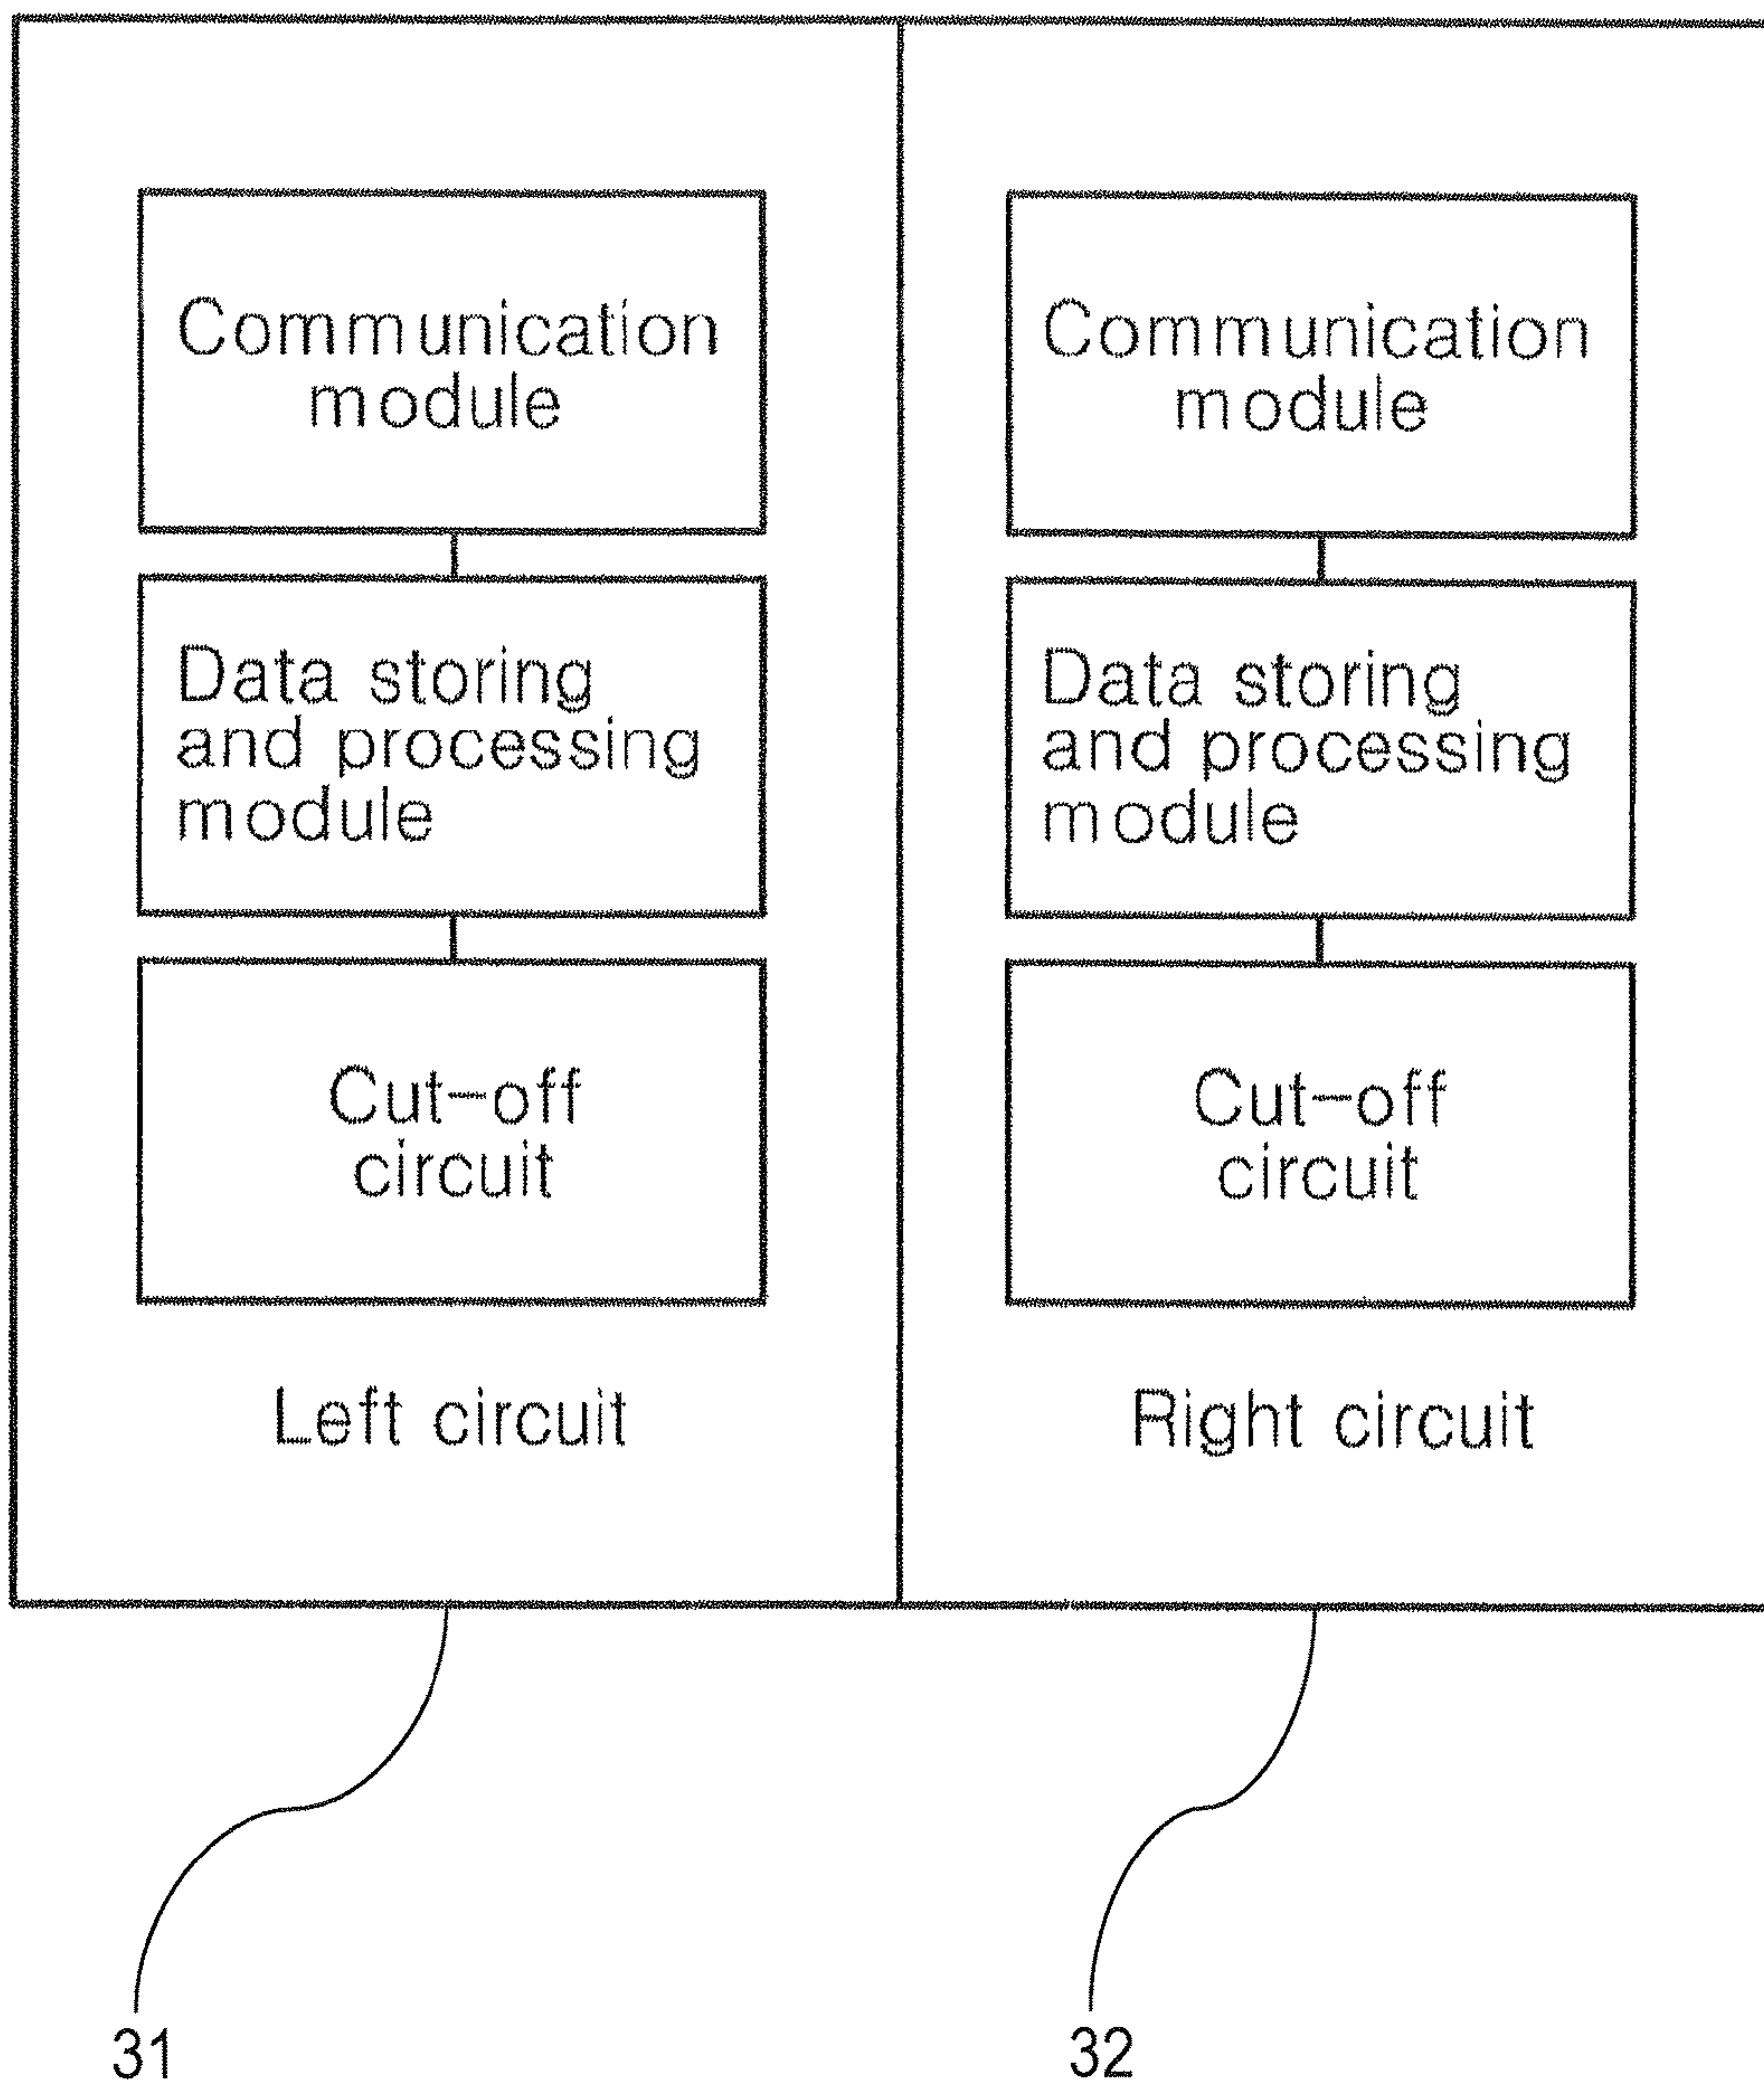 Communication
module
Data storing
and processing
module
Cut-off
circuit
Left circuit
Communication
module
Data storing
and processing
module
Cut-off
circuit
Right circuit
31
32